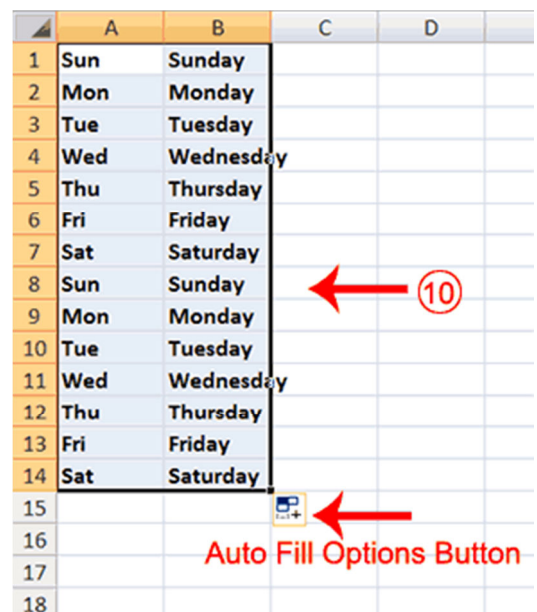 A B C D
1 Sun Sunday
2 Mon Monday
3 Tue Tuesday
4 Wed Wednesday
5 Thu Thursday
6 Fri Friday
7 Sat Saturday
8 Sun Sunday
10
9 Mon Monday
10 Tue Tuesday
11 Wed Wednesday
12 Thu Thursday
13 Fri Friday
14 Sat Saturday
15
16
Auto Fill Options Button
17
18